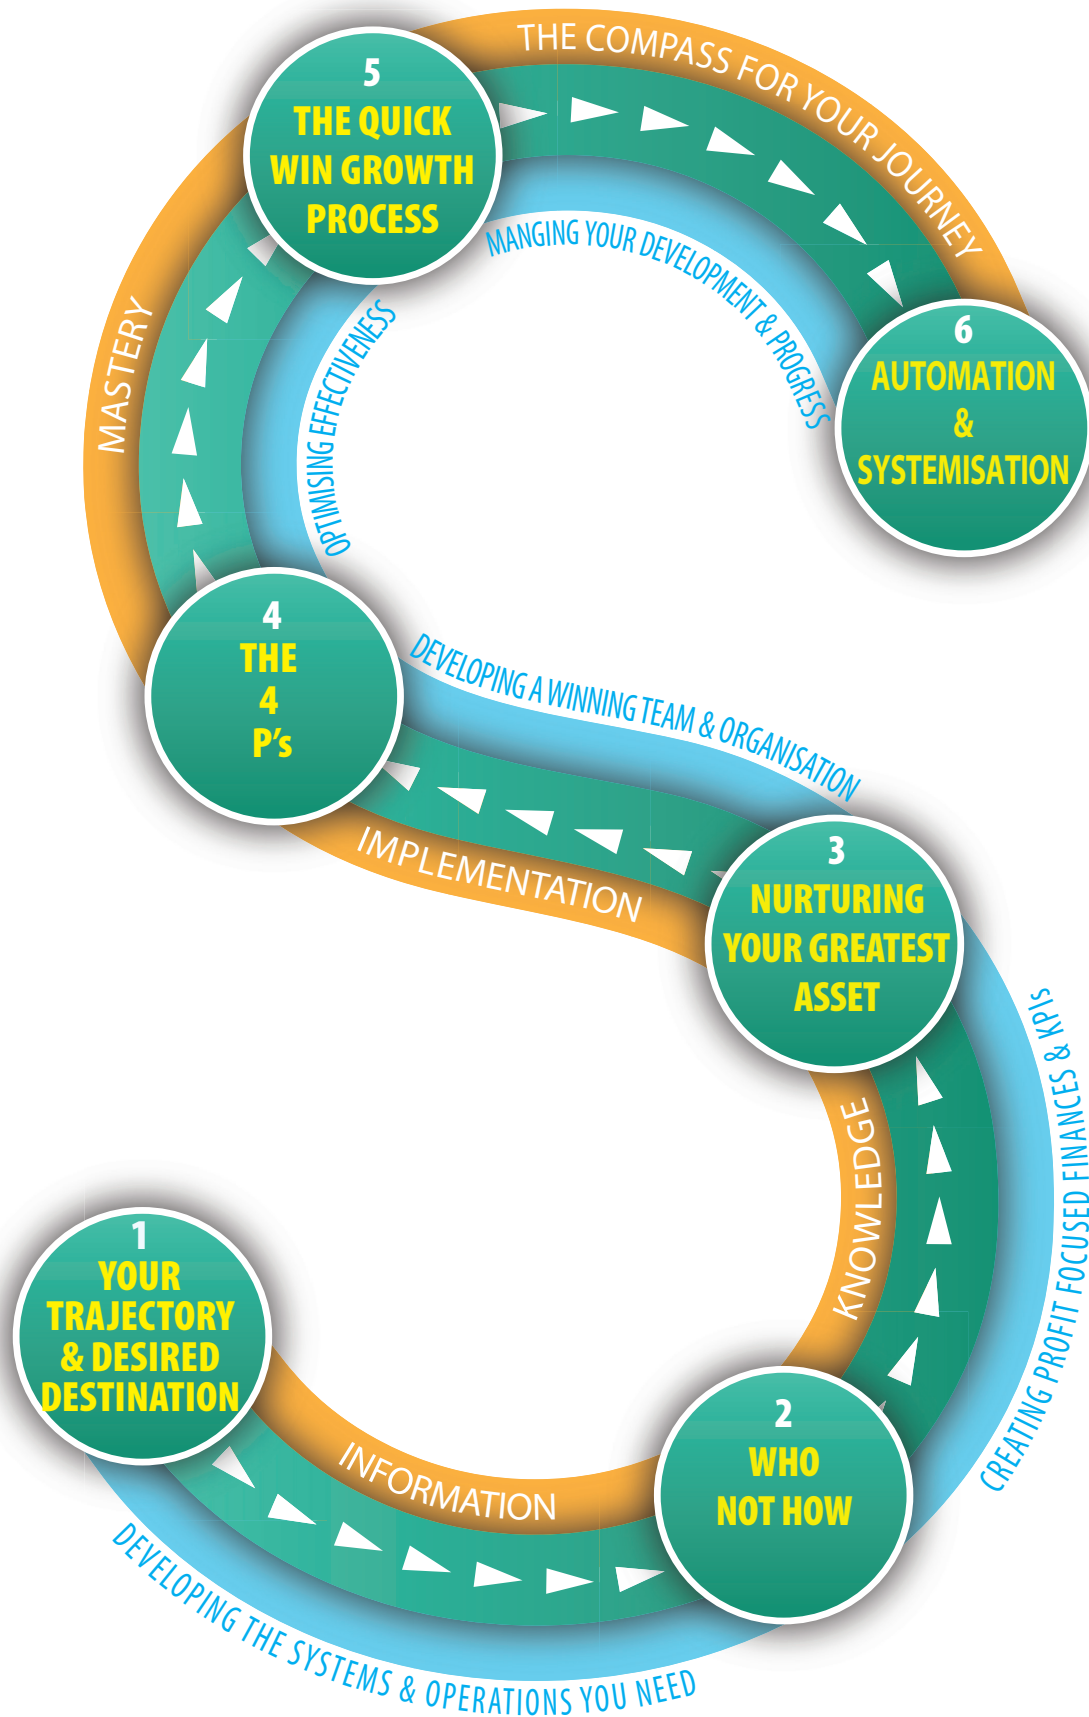 THE COMPASS FOR YOUR JOURNEY
5
THE QUICK
WIN GROWTH
PROCESS
MANGING YOUR DEVELOPMENT & PROGRESS
6
AUTOMATION
&
SYSTEMISATION
MASTERY
OPTIMISING EFFECTIVENESS
4
THE
4
P's
DEVELOPING A WINNING TEAM & ORGANISATION
IMPLEMENTATION
3
NURTURING
YOUR GREATEST
ASSET
KNOWLEDGE
CREATING PROFIT FOCUSED FINANCES & KPIs
1
YOUR
TRAJECTORY
& DESIRED
DESTINATION
2
WHO
NOT HOW
INFORMATION
DEVELOPING THE SYSTEMS & OPERATIONS YOU NEED